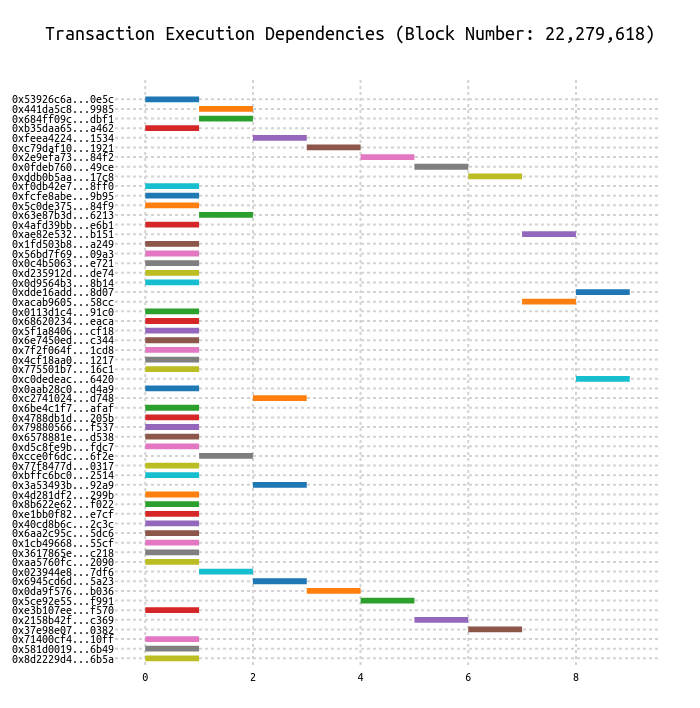 Transaction Execution Dependencies (Block Number: 22,279,618)
0x53926c6a...0e5c
0x441da5c8...9985
0x684ff09c...dbf1
0xb35daa65...a462
0xfeea4224...1534
0xc79daf10...1921
0x2e9efa73...84f2
0x0fdeb760...49ce
0xddb0b5aa...17c8
0xf0db42e7...8ff0
0xfcfe8abe...9b95
0x5c0de375...84f9
0x63e87b3d...6213
0x4afd39bb...e6b1
0xae82e532...b151
0x1fd503b8...a249
0x56bd7f69...09a3
0x0c4b5063...e721
0xd235912d...de74
0x0d9564b3...8b14
0xdde16add...8d07
0xacab9605...58cc
0x0113d1c4...91c0
0x68620234...eaca
0x5f1a8406...cf18
0x6e7450ed...c344
0x7f2f064f...1cd8
0x4cf18aa0...1217
0x775501b7...16c1
0xc0dedeac...6420
0x0aab28c0...d4a9
0xc2741024...d748
0x6be4c1f7...afaf
0x4788db1d...205b
0x79880566...f537
0x6578881e...d538
0xd5c8fe9b...fdc7
0xcce0f6dc...6f2e
0x77f8477d...0317
0xbffc6bc0...2514
0x3a53493b...92a9
0x4d281df2...299b
0x8b622e62...f022
0xe1bb0f82...e7cf
0x40cd8b6c...2c3c
0x6aa2c95c...5dc6
0x1cb49668...55cf
0x3617865e...c218
0xaa5760fc...2090
0x023944e8...7df6
0x6945cd6d...5a23
0x0da9f576...b036
0x5ce92e55...f991
0xe3b107ee...f570
0x2158b42f...c369
0x37e98e07...0382
0x71400cf4...10ff
0x581d0019...6b49
0x8d2229d4...6b5a
0 2 4 6 8